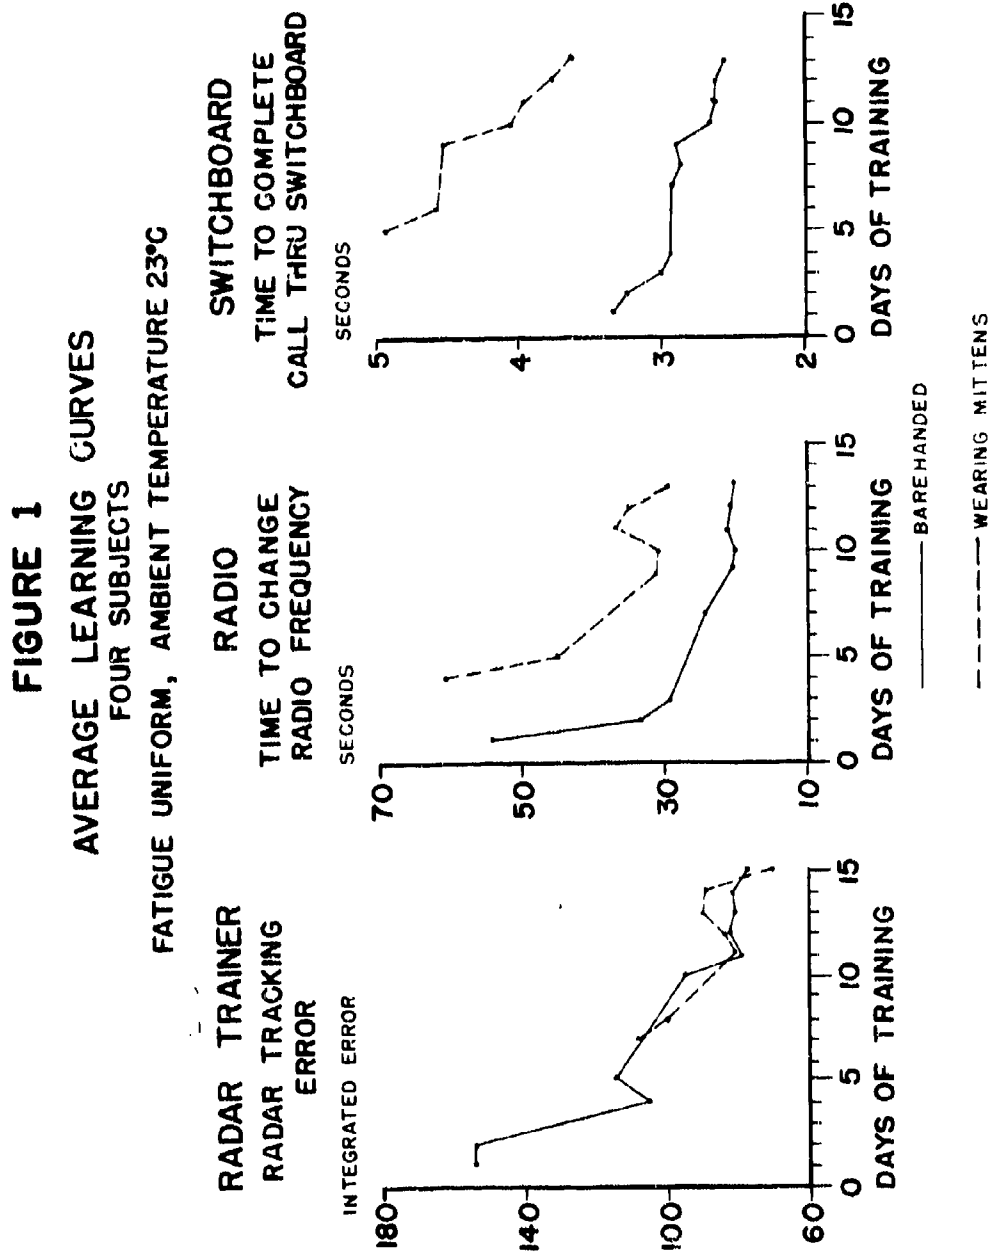 FIGURE 1
AVERAGE LEARNING CURVES
FOUR SUBJECTS
FATIGUE UNIFORM, AMBIENT TEMPERATURE 23°C
RADAR TRAINER
RADAR TRACKING
ERROR
INTEGRATED ERROR
180
140
100
60
0 5 10 15
DAYS OF TRAINING
RADIO
TIME TO CHANGE
RADIO FREQUENCY
SECONDS
70
50
30
10
0 5 10 15
DAYS OF TRAINING
SWITCHBOARD
TIME TO COMPLETE
CALL THRU SWITCHBOARD
SECONDS
5
4
3
2
0 5 10 15
DAYS OF TRAINING
BAREHANDED
WEARING MITTENS